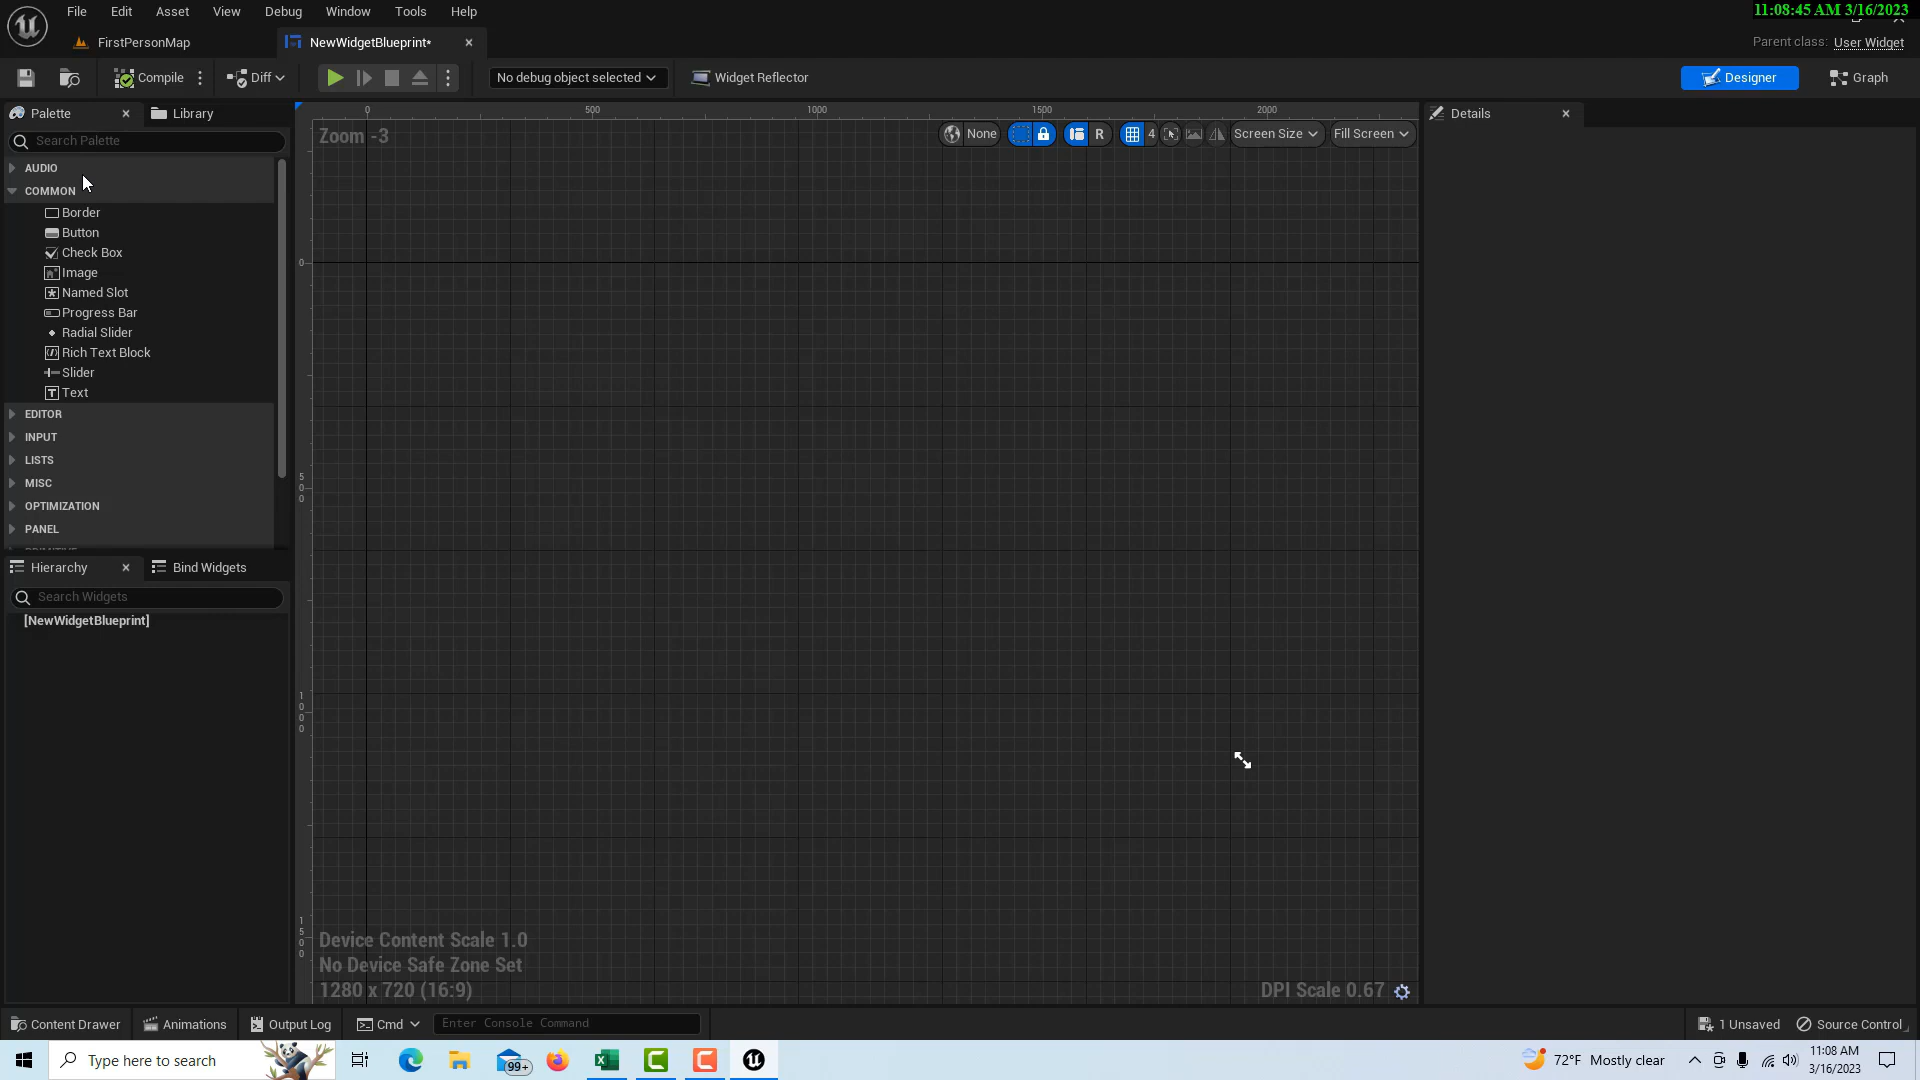 File Edit Asset View Debug Window Tools Help
11:08:45 AM 3/16/2023
FirstPersonMap
NewWidgetBlueprint*
Parent class: User Widget
Compile
Diff
No debug object selected
Widget Reflector
Designer
Graph
Palette
Library
Search Palette
AUDIO
COMMON
Border
Button
Check Box
Image
Named Slot
Progress Bar
Radial Slider
Rich Text Block
Slider
Text
EDITOR
INPUT
LISTS
MISC
OPTIMIZATION
PANEL
PRIMITIVE
Hierarchy
Bind Widgets
Search Widgets
[NewWidgetBlueprint]
0 500 1000 1500 2000
Zoom -3
None
R
4
Screen Size
Fill Screen
0
500
1000
1500
Device Content Scale 1.0
No Device Safe Zone Set
1280 x 720 (16:9)
DPI Scale 0.67
Details
Content Drawer
Animations
Output Log
Cmd
Enter Console Command
1 Unsaved
Source Control
Type here to search
99+
72°F Mostly clear
11:08 AM
3/16/2023